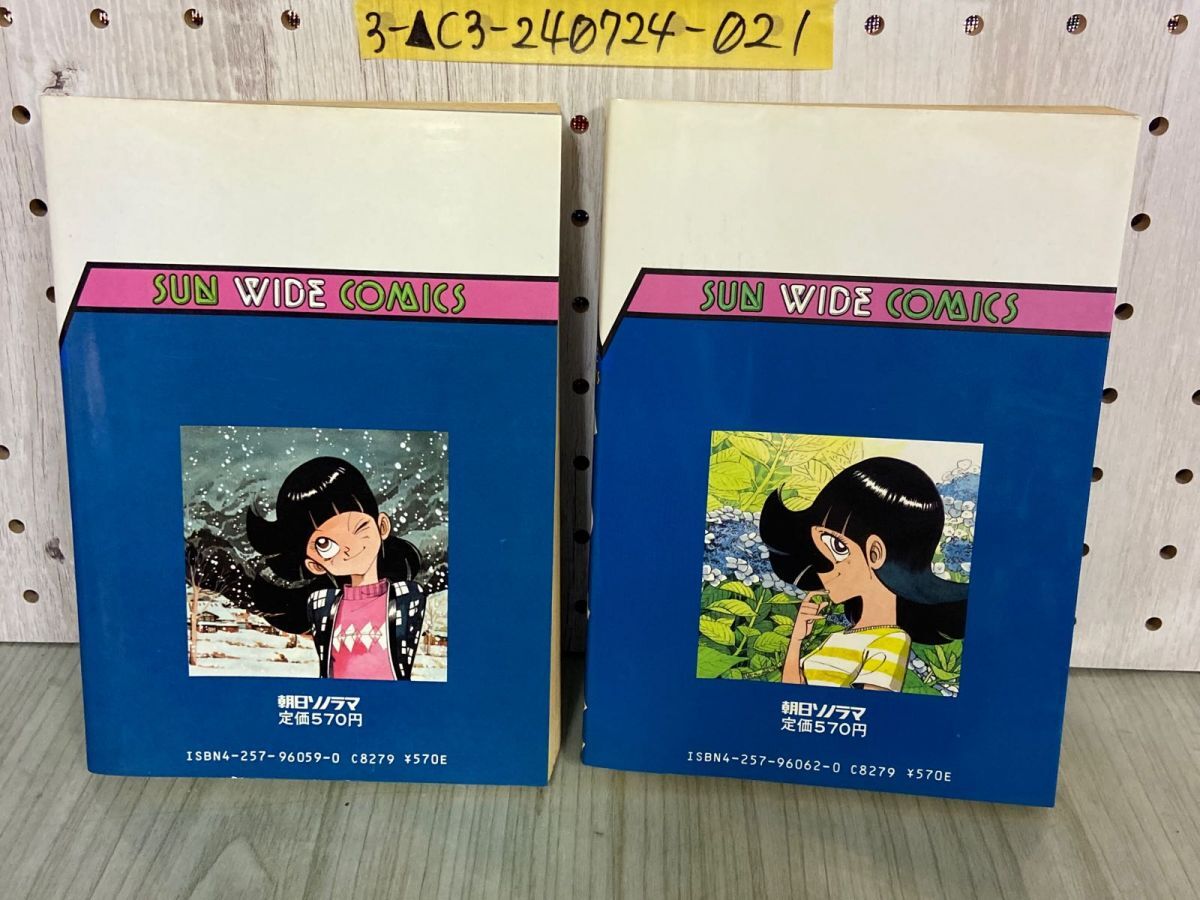 3-▲C3-240724-021
SUN WIDE COMICS
朝日ソノラマ
定価570円
ISBN4-257-96059-0 C8279 ¥570E
SUN WIDE COMICS
朝日ソノラマ
定価570円
ISBN4-257-96062-0 C8279 ¥570E